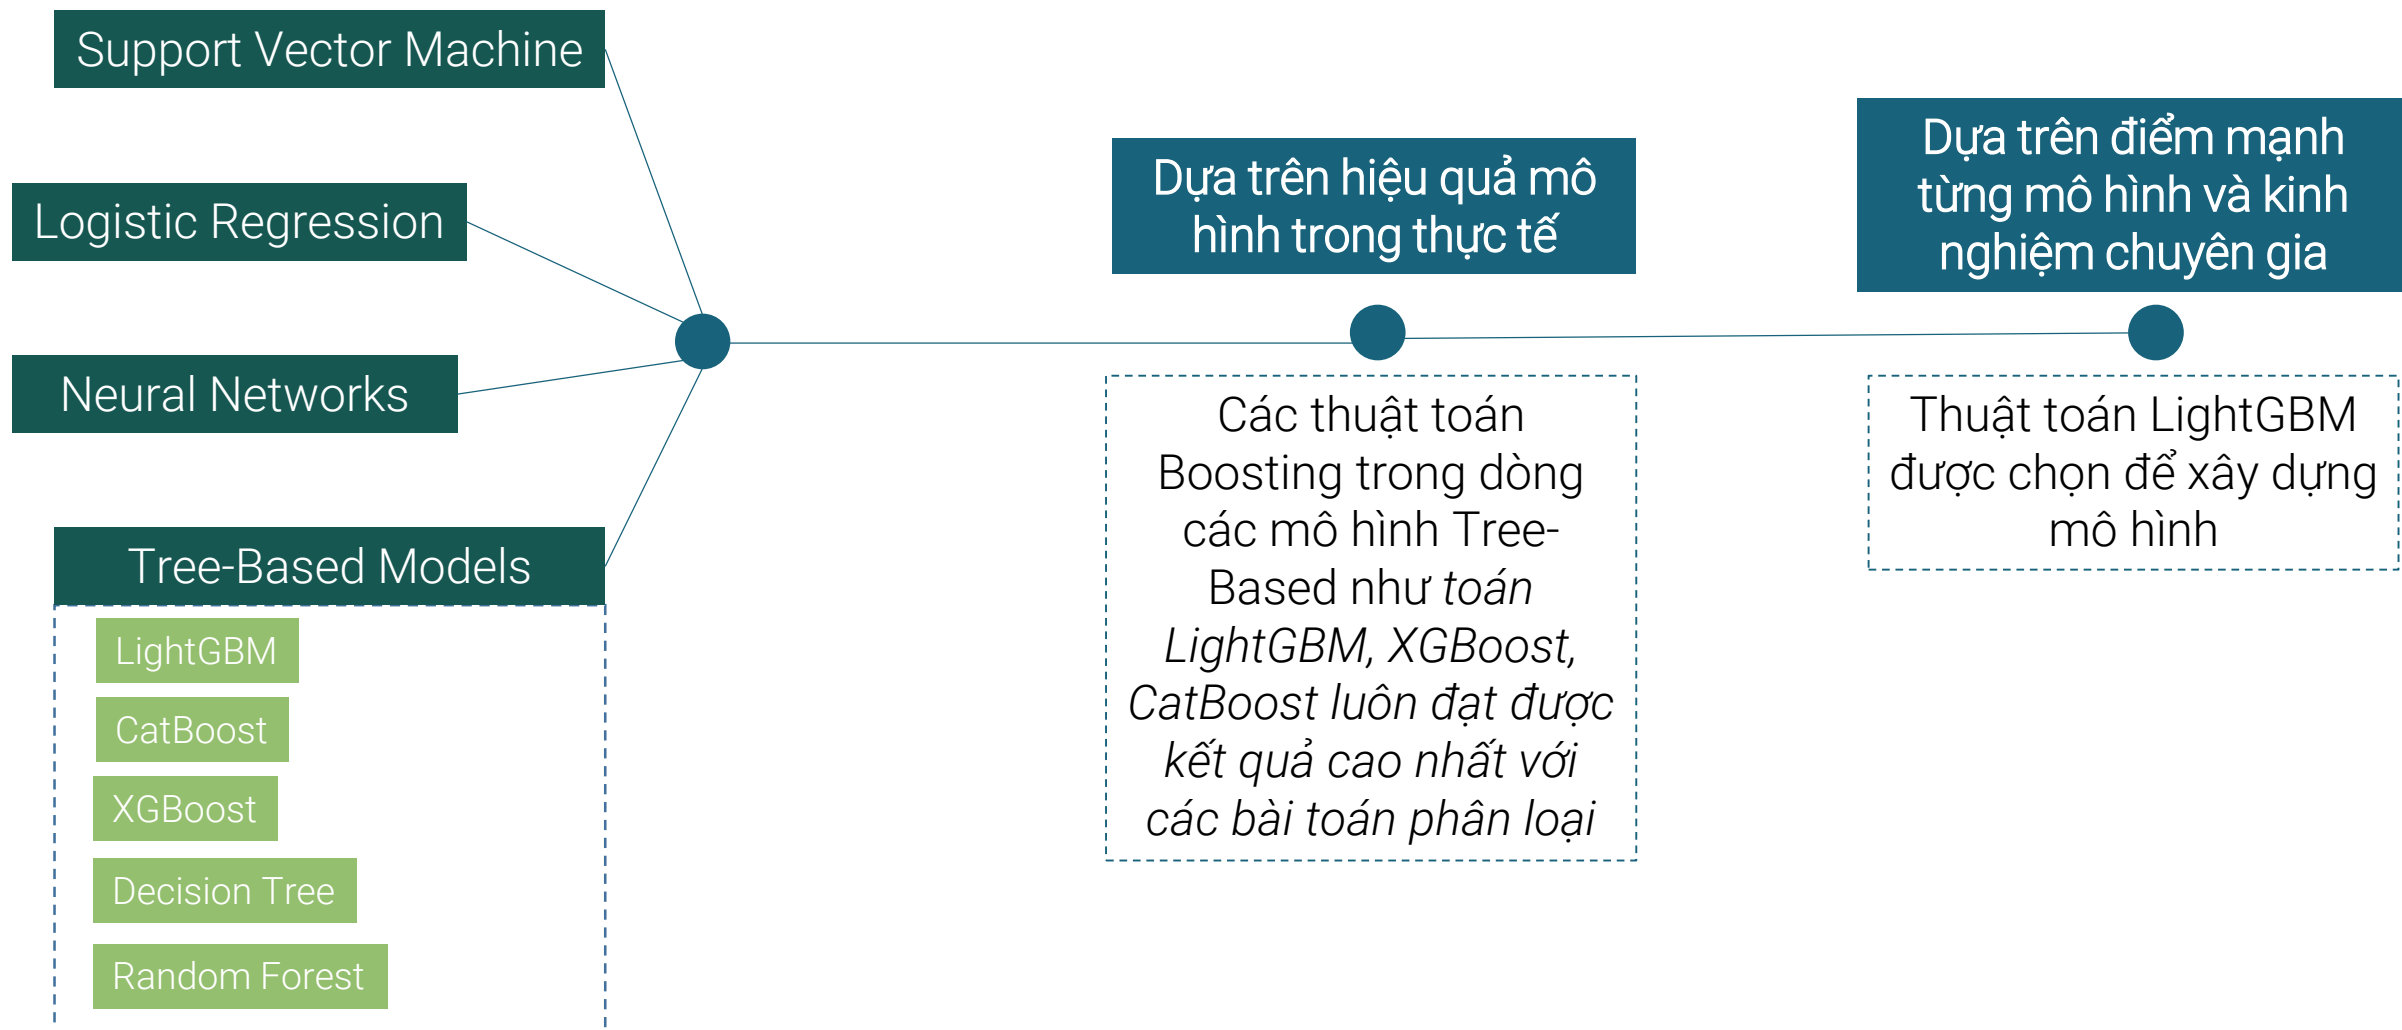 Support Vector Machine
Logistic Regression
Neural Networks
Tree-Based Models
LightGBM
CatBoost
XGBoost
Decision Tree
Random Forest
Dựa trên hiệu quả mô
hình trong thực tế
Các thuật toán
Boosting trong dòng
các mô hình Tree-
Based như toán
LightGBM, XGBoost,
CatBoost luôn đạt được
kết quả cao nhất với
các bài toán phân loại
Dựa trên điểm mạnh
từng mô hình và kinh
nghiệm chuyên gia
Thuật toán LightGBM
được chọn để xây dựng
mô hình